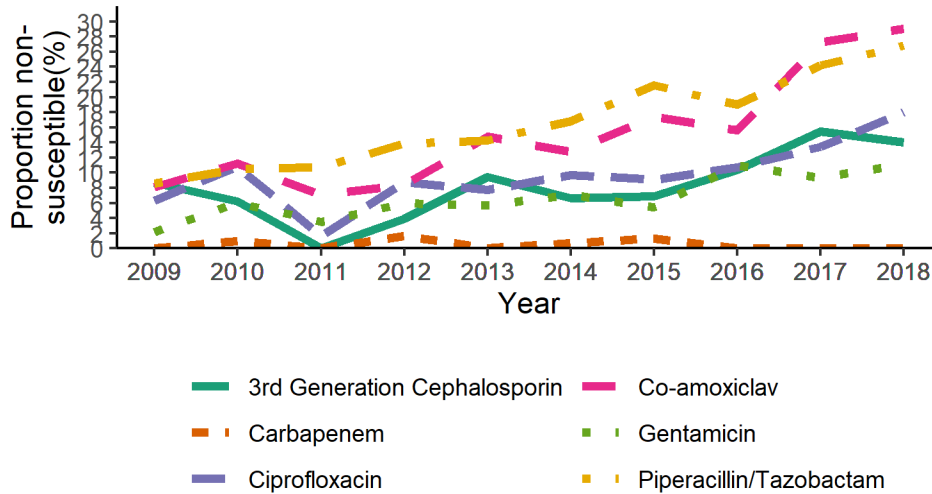 Proportion non-
susceptible(%)
30
28
26
24
22
20
18
16
14
12
10
8
6
4
2
0
2009 2010 2011 2012 2013 2014 2015 2016 2017 2018
Year
3rd Generation Cephalosporin Co-amoxiclav
Carbapenem Gentamicin
Ciprofloxacin Piperacillin/Tazobactam